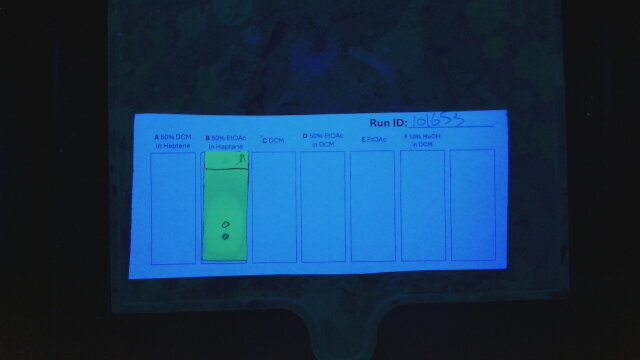 Run ID: 101653
A 50% DCM in Heptane
B 50% EtOAc in Heptane
C DCM
D 50% EtOAc in DCM
E EtOAc
F 10% MeOH in DCM